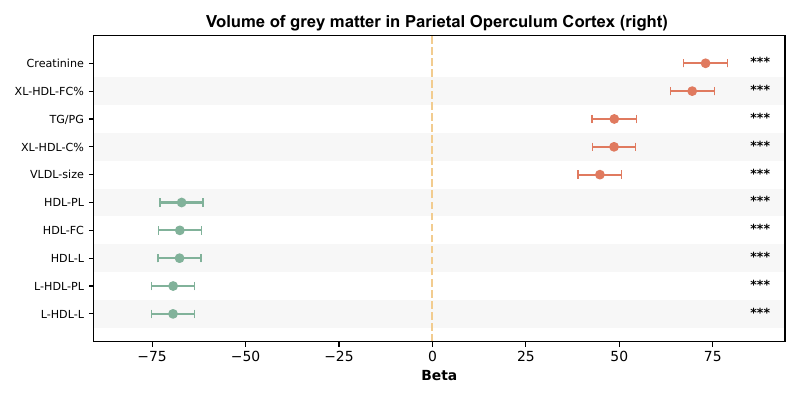 Volume of grey matter in Parietal Operculum Cortex (right)
Creatinine ***
XL-HDL-FC% ***
TG/PG ***
XL-HDL-C% ***
VLDL-size ***
HDL-PL ***
HDL-FC ***
HDL-L ***
L-HDL-PL ***
L-HDL-L ***
−75 −50 −25 0 25 50 75
Beta